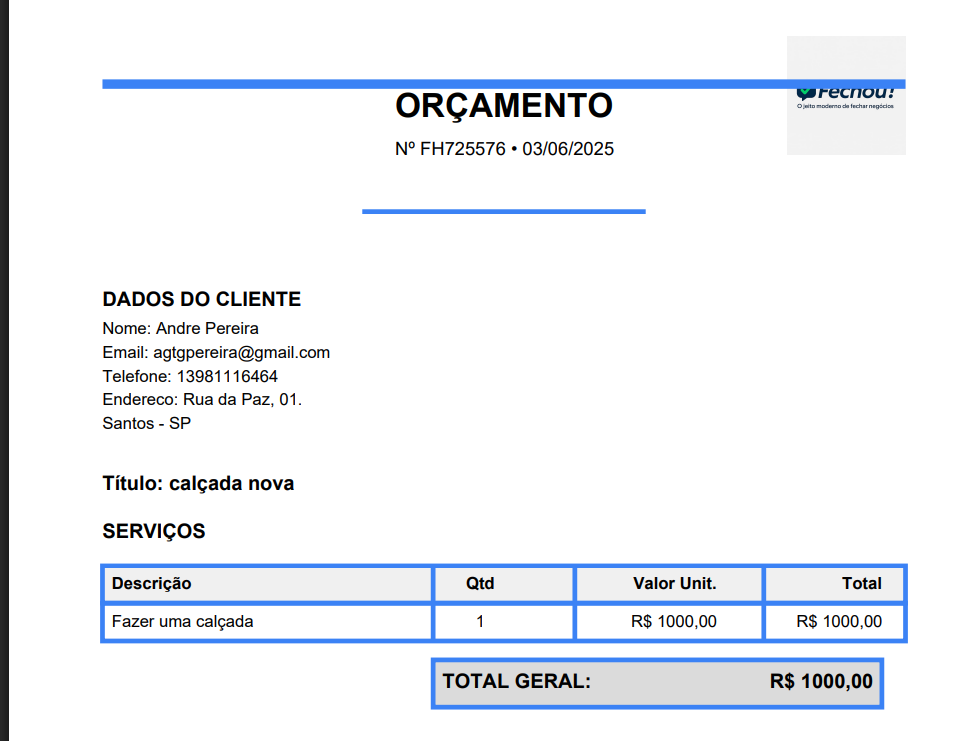 ORÇAMENTO
Fechou!
O jeito moderno de fechar negócios
Nº FH725576 • 03/06/2025
DADOS DO CLIENTE
Nome: Andre Pereira
Email: agtgpereira@gmail.com
Telefone: 13981116464
Endereco: Rua da Paz, 01.
Santos - SP
Título: calçada nova
SERVIÇOS
Descrição Qtd Valor Unit. Total
Fazer uma calçada 1 R$ 1000,00 R$ 1000,00
TOTAL GERAL: R$ 1000,00